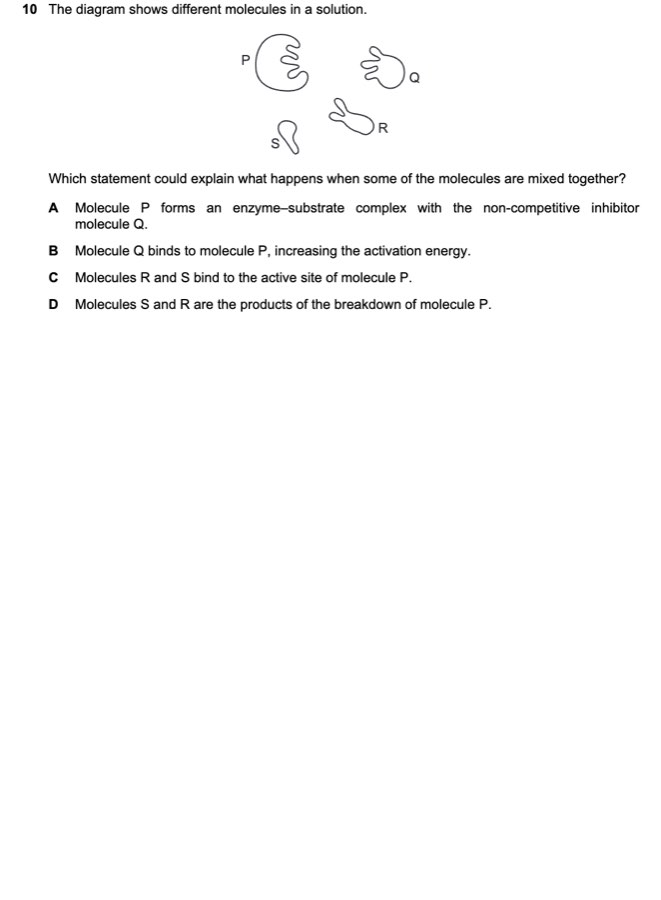 10 The diagram shows different molecules in a solution.
P
Q
R
S
Which statement could explain what happens when some of the molecules are mixed together?
A Molecule P forms an enzyme–substrate complex with the non-competitive inhibitor
molecule Q.
B Molecule Q binds to molecule P, increasing the activation energy.
C Molecules R and S bind to the active site of molecule P.
D Molecules S and R are the products of the breakdown of molecule P.